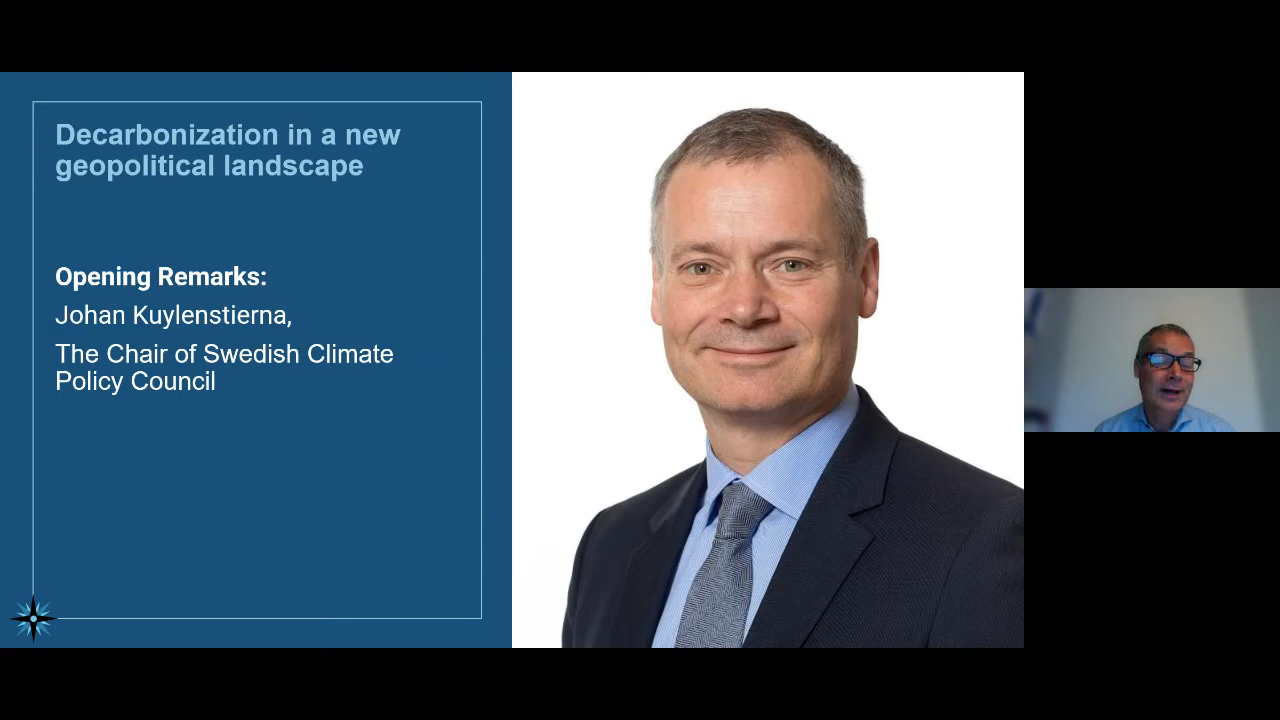 Decarbonization in a new
geopolitical landscape
Opening Remarks:
Johan Kuylenstierna,
The Chair of Swedish Climate
Policy Council